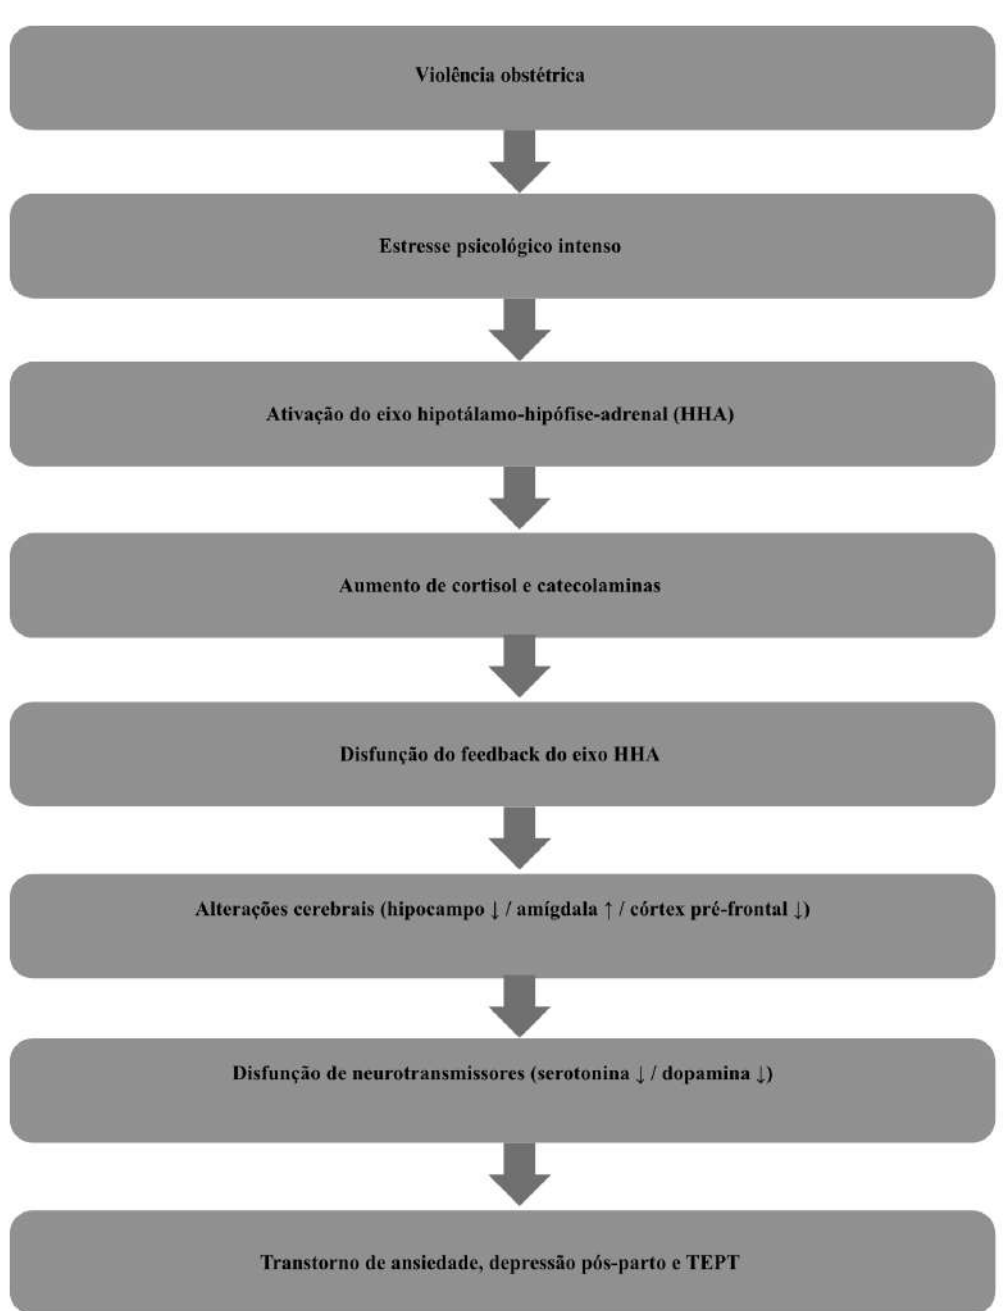 Violência obstétrica
Estresse psicológico intenso
Ativação do eixo hipotálamo-hipófise-adrenal (HHA)
Aumento de cortisol e catecolaminas
Disfunção do feedback do eixo HHA
Alterações cerebrais (hipocampo ↓ / amígdala ↑ / córtex pré-frontal ↓)
Disfunção de neurotransmissores (serotonina ↓ / dopamina ↓)
Transtorno de ansiedade, depressão pós-parto e TEPT